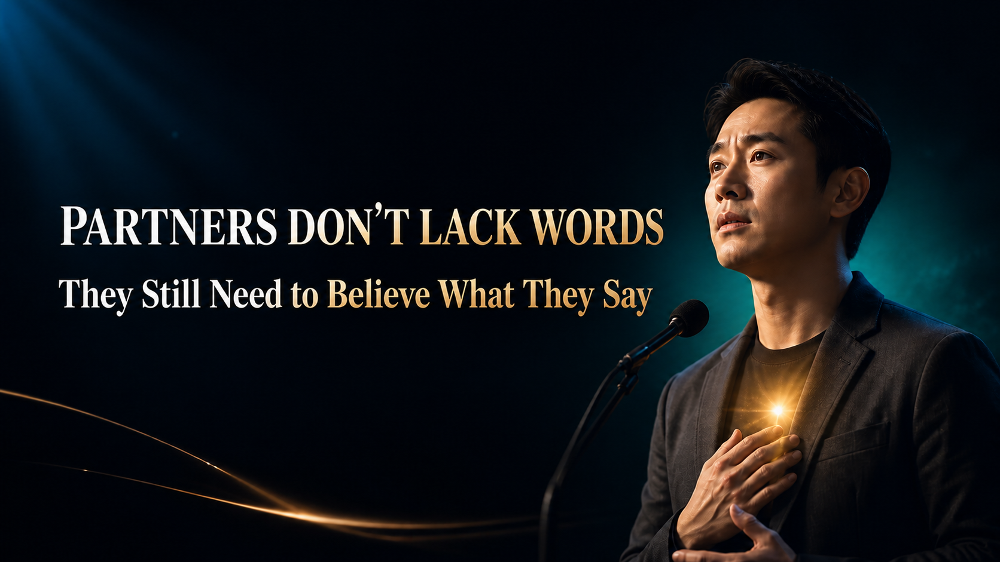 PARTNERS DON’T LACK WORDS
They Still Need to Believe What They Say